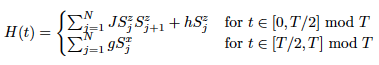 H(t) = { ∑_{j=1}^{N} J S_j^z S_{j+1}^z + h S_j^z for t ∈ [0, T/2] mod T
∑_{j=1}^{N} g S_j^x for t ∈ [T/2, T] mod T